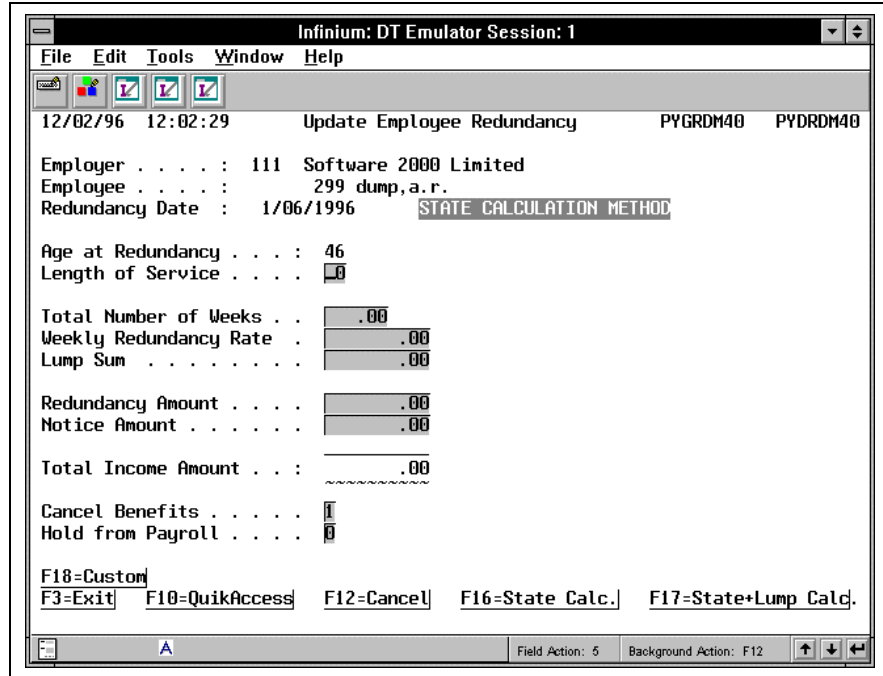 Infinium: DT Emulator Session: 1
File Edit Tools Window Help
12/02/96 12:02:29 Update Employee Redundancy PYGRDM40 PYDRDM40
Employer . . . . : 111 Software 2000 Limited
Employee . . . . : 299 dump,a.r.
Redundancy Date : 1/06/1996 STATE CALCULATION METHOD
Age at Redundancy . . . : 46
Length of Service . . . . 0
Total Number of Weeks . . .00
Weekly Redundancy Rate . .00
Lump Sum . . . . . . . . .00
Redundancy Amount . . . . .00
Notice Amount . . . . . . .00
Total Income Amount . . : .00
~~~~~~~~~~
Cancel Benefits . . . . . 1
Hold from Payroll . . . . 0
F18=Custom
F3=Exit F10=QuikAccess F12=Cancel F16=State Calc. F17=State+Lump Calc.
A Field Action: 5 Background Action: F12